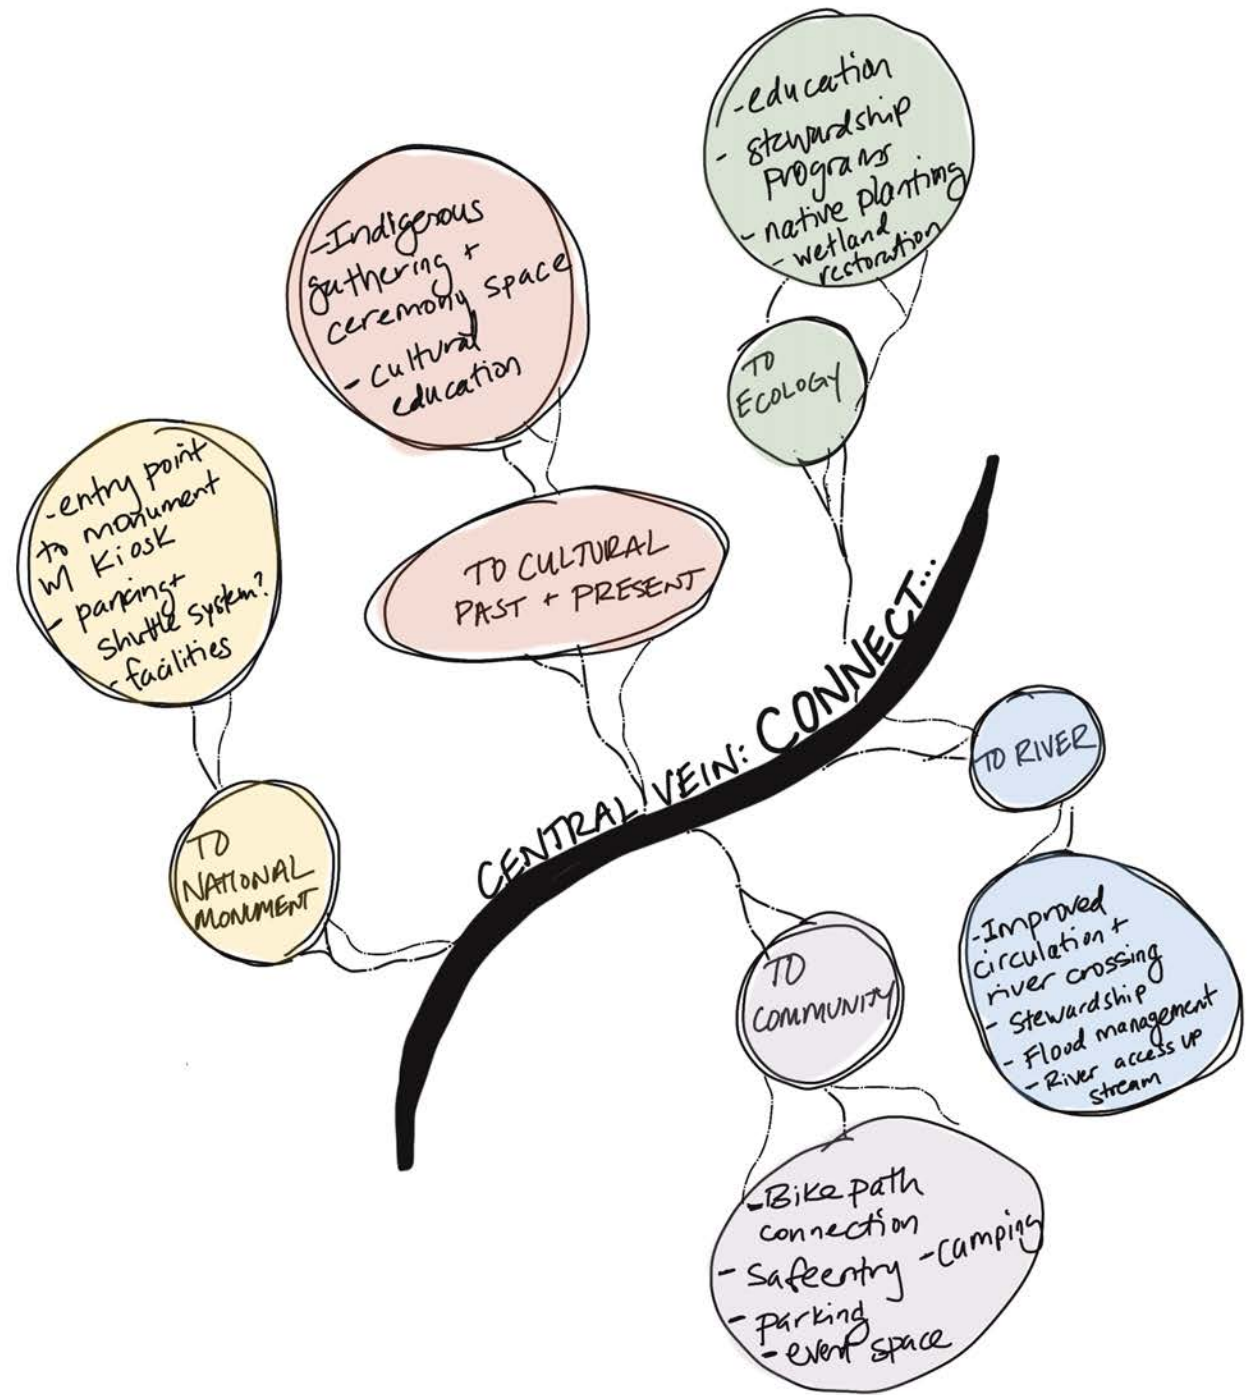 -education
- stewardship
programs
- native planting
- wetland
restoration
TO
ECOLOGY
-Indigenous
gathering +
ceremony space
- cultural
education
TO CULTURAL
PAST + PRESENT
-entry point
to monument
w/ Kiosk
- parking+
shuttle system?
- facilities
TO
NATIONAL
MONUMENT
CENTRAL VEIN: CONNECT...
TO RIVER
-Improved
circulation +
river crossing
- Stewardship
- Flood management
- River access up
stream
TO
COMMUNITY
-Bike path
connection
- Safe entry -camping
- parking
- event space